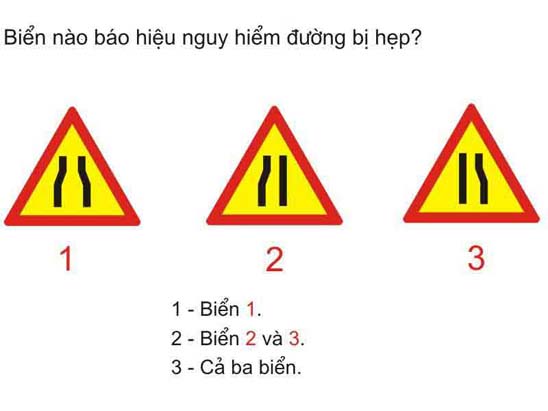 Biển nào báo hiệu nguy hiểm đường bị hẹp?
1 2 3
1 - Biển 1.
2 - Biển 2 và 3.
3 - Cả ba biển.